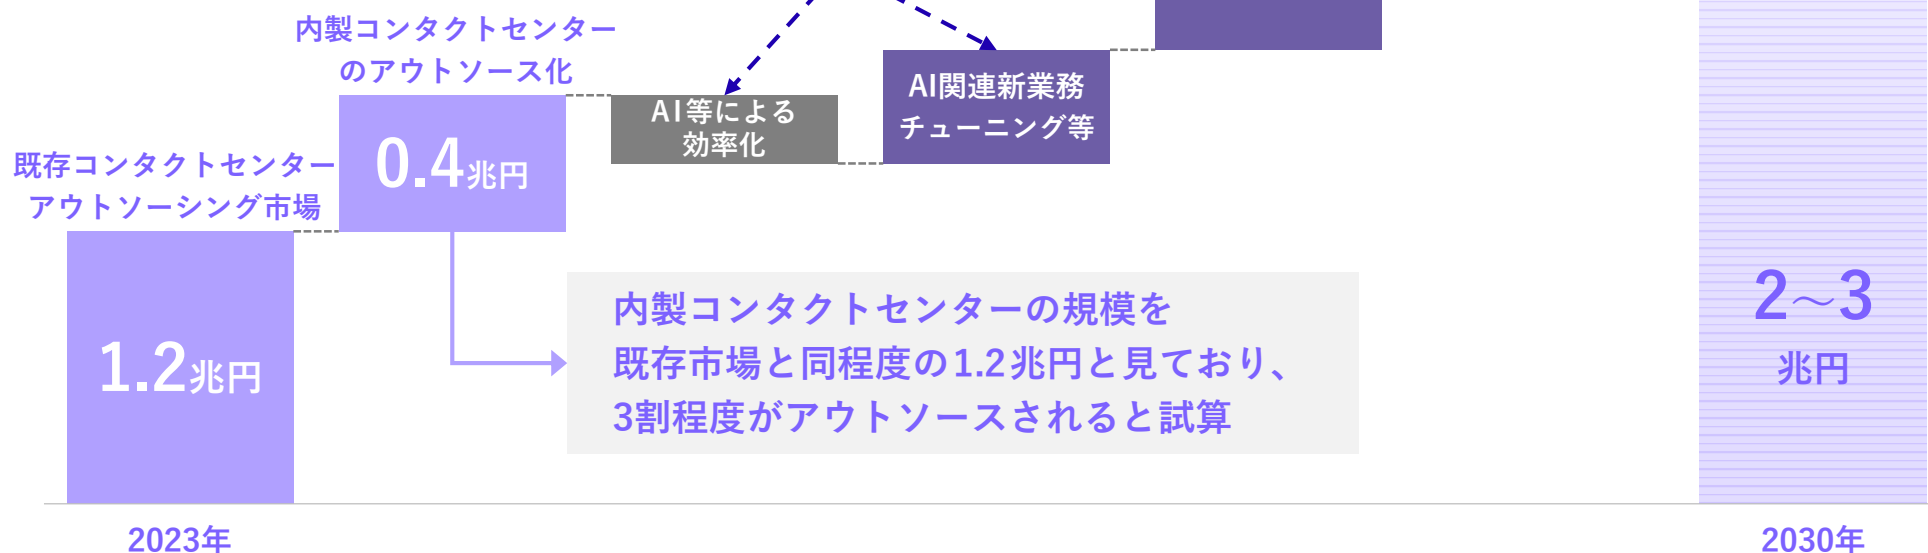 内製コンタクトセンター
のアウトソース化
AI等による
効率化
AI関連新業務
チューニング等
既存コンタクトセンター
アウトソーシング市場
0.4兆円
1.2兆円
内製コンタクトセンターの規模を
既存市場と同程度の1.2兆円と見ており、
3割程度がアウトソースされると試算
2～3
兆円
2023年
2030年